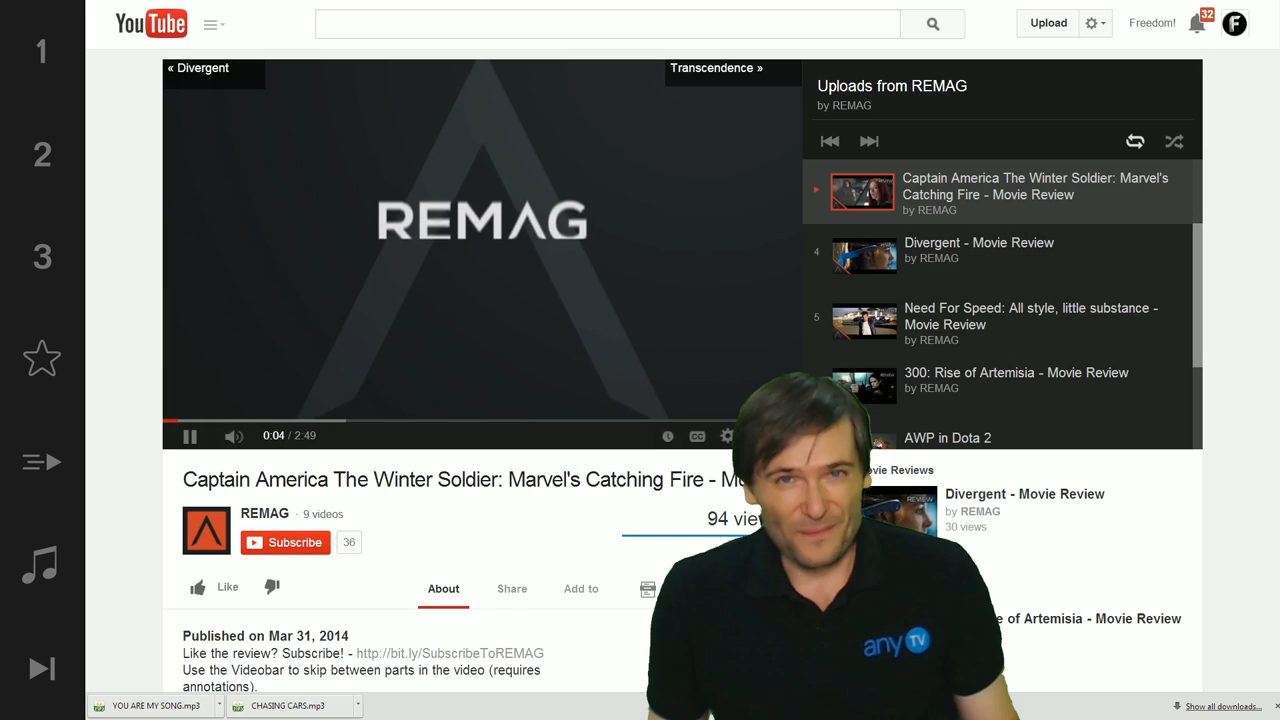 1
2
3
YouTube
Upload
Freedom!
32
F
« Divergent
Transcendence »
REMAG
0:04 / 2:49
CC
Uploads from REMAG
by REMAG
Captain America The Winter Soldier: Marvel's
Catching Fire - Movie Review
by REMAG
4
Divergent - Movie Review
by REMAG
5
Need For Speed: All style, little substance -
Movie Review
by REMAG
300: Rise of Artemisia - Movie Review
by REMAG
AWP in Dota 2
Captain America The Winter Soldier: Marvel's Catching Fire -
REMAG · 9 videos
Subscribe 36
94
Like
About
Share
Add to
Published on Mar 31, 2014
Like the review? Subscribe! - http://bit.ly/SubscribeToREMAG
Use the Videobar to skip between parts in the video (requires
annotations).
Reviews
REVIEW
Divergent - Movie Review
by REMAG
30 views
of Artemisia - Movie Review
anyTV
YOU ARE MY SONG.mp3
CHASING CARS.mp3
Show all downloads...